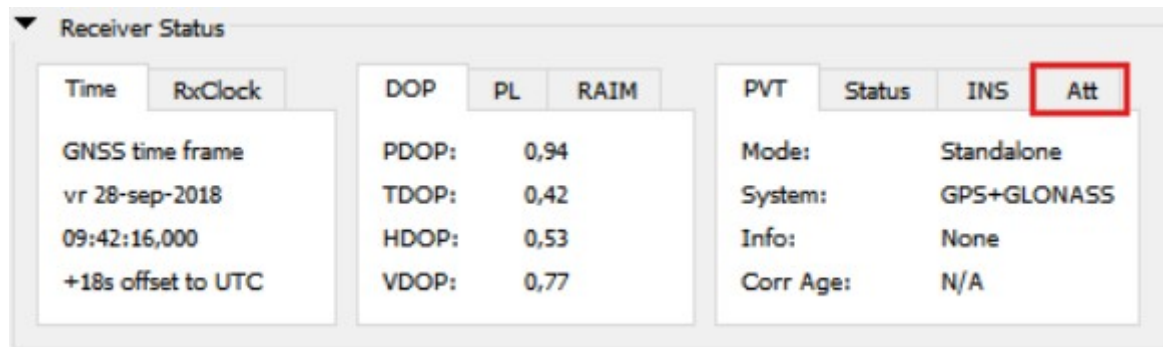 Receiver Status
Time RxClock
GNSS time frame
vr 28-sep-2018
09:42:16,000
+18s offset to UTC
DOP PL RAIM
PDOP: 0,94
TDOP: 0,42
HDOP: 0,53
VDOP: 0,77
PVT Status INS Att
Mode: Standalone
System: GPS+GLONASS
Info: None
Corr Age: N/A